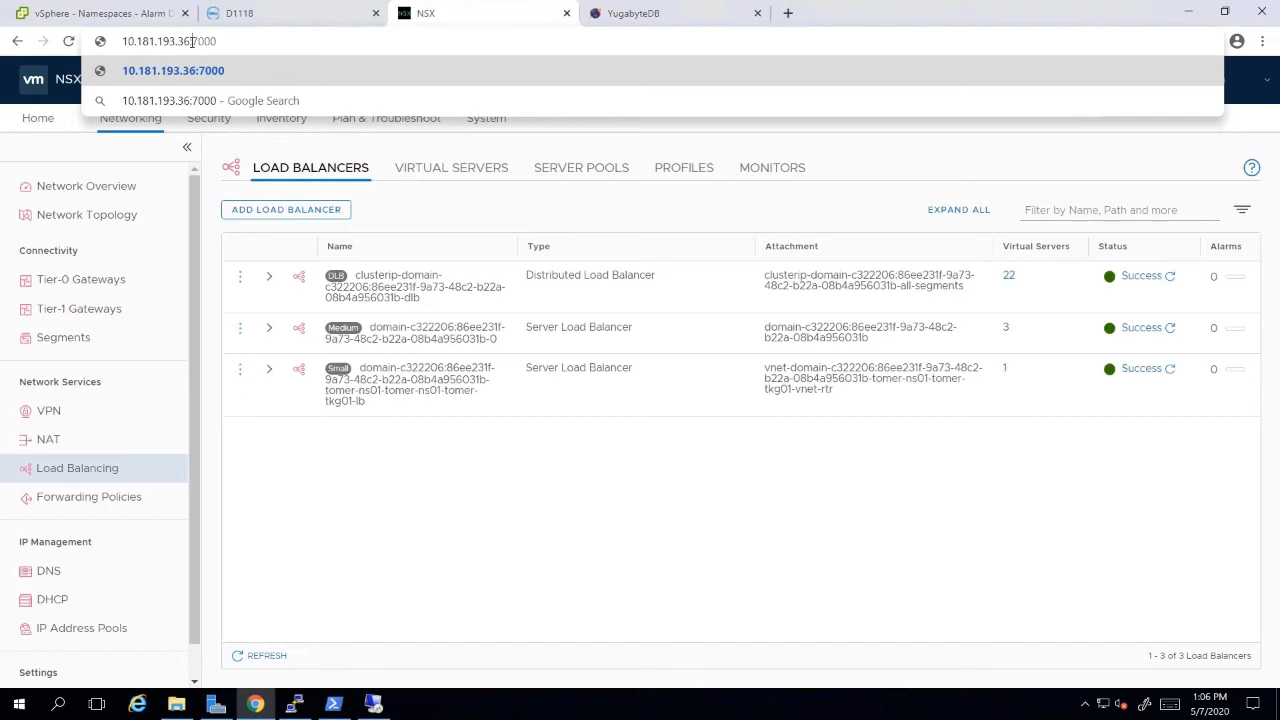 vSphere - Namespaces
Alarm D
D1118
NSX
YugabyteDB
10.181.193.36:7000
10.181.193.36:7000
10.181.193.36:7000 - Google Search
vm NSX
Home
Networking
Security
Inventory
Plan & Troubleshoot
System
Network Overview
Network Topology
Connectivity
Tier-0 Gateways
Tier-1 Gateways
Segments
Network Services
VPN
NAT
Load Balancing
Forwarding Policies
IP Management
DNS
DHCP
IP Address Pools
Settings
LOAD BALANCERS
VIRTUAL SERVERS
SERVER POOLS
PROFILES
MONITORS
ADD LOAD BALANCER
EXPAND ALL
Filter by Name, Path and more
Name
Type
Attachment
Virtual Servers
Status
Alarms
DLB clusterip-domain-
c322206:86ee231f-9a73-48c2-b22a-
08b4a956031b-dlb
Distributed Load Balancer
clusterip-domain-c322206:86ee231f-9a73-
48c2-b22a-08b4a956031b-all-segments
22
Success
0
Medium domain-c322206:86ee231f-
9a73-48c2-b22a-08b4a956031b-0
Server Load Balancer
domain-c322206:86ee231f-9a73-48c2-
b22a-08b4a956031b
3
Success
0
Small domain-c322206:86ee231f-
9a73-48c2-b22a-08b4a956031b-
tomer-ns01-tomer-
tkg01-lb
Server Load Balancer
vnet-domain-c322206:86ee231f-9a73-48c2-
b22a-08b4a956031b-tomer-ns01-tomer-
tkg01-vnet-rtr
1
Success
0
REFRESH
1 - 3 of 3 Load Balancers
1:06 PM
5/7/2020